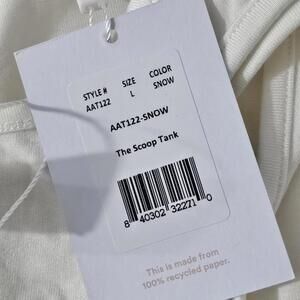 STYLE # SIZE COLOR
AAT122 L SNOW
AAT122-SNOW
The Scoop Tank
8 40302 32271 0
This is made from
100% recycled paper.